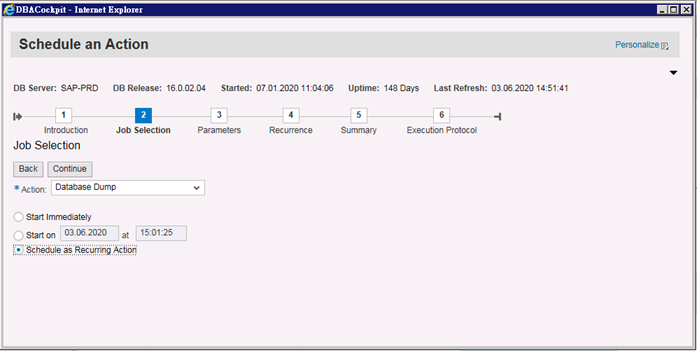 DBACockpit - Internet Explorer
Schedule an Action
Personalize
DB Server: SAP-PRD DB Release: 16.0.02.04 Started: 07.01.2020 11:04:06 Uptime: 148 Days Last Refresh: 03.06.2020 14:51:41
1 2 3 4 5 6
Introduction Job Selection Parameters Recurrence Summary Execution Protocol
Job Selection
Back Continue
* Action: Database Dump
Start Immediately
Start on 03.06.2020 at 15:01:25
Schedule as Recurring Action